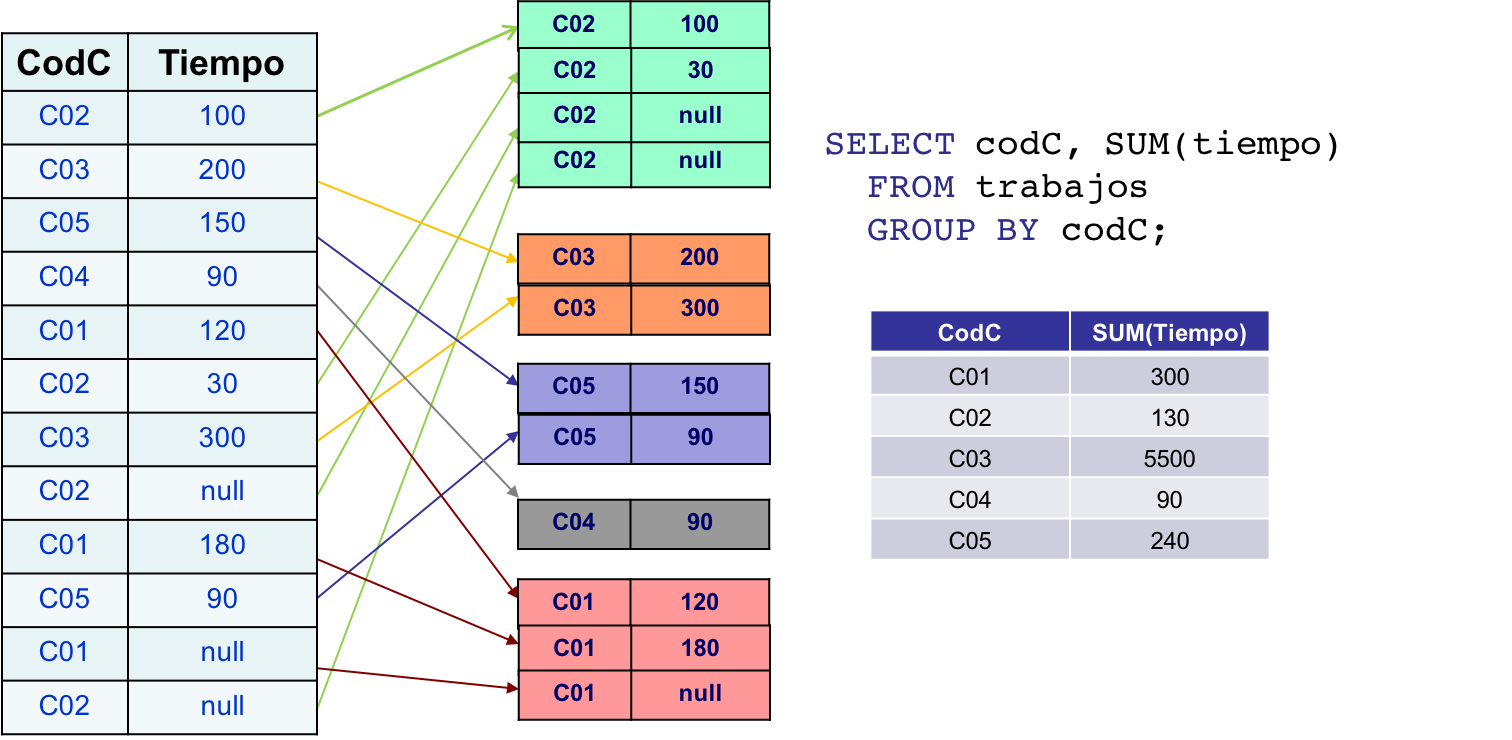 CodC Tiempo
C02 100
C03 200
C05 150
C04 90
C01 120
C02 30
C03 300
C02 null
C01 180
C05 90
C01 null
C02 null
C02 100
C02 30
C02 null
C02 null
C03 200
C03 300
C05 150
C05 90
C04 90
C01 120
C01 180
C01 null
SELECT codC, SUM(tiempo)
FROM trabajos
GROUP BY codC;
CodC SUM(Tiempo)
C01 300
C02 130
C03 5500
C04 90
C05 240